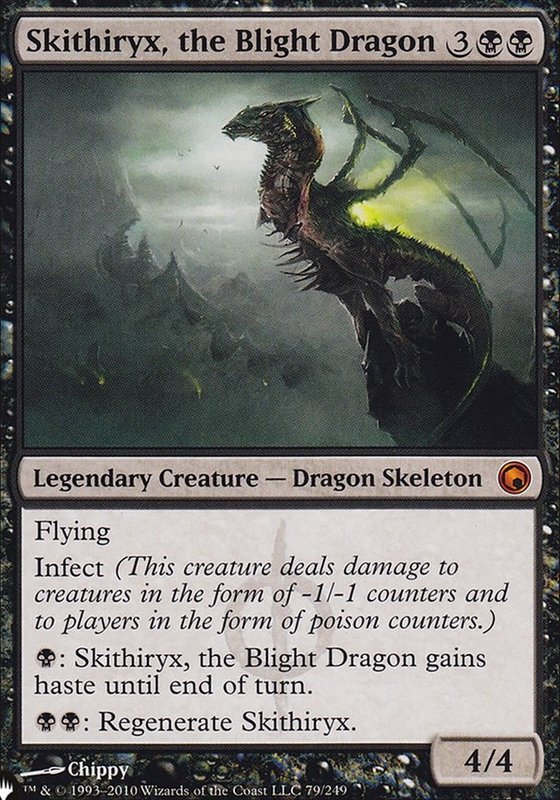 Skithiryx, the Blight Dragon 3
Legendary Creature — Dragon Skeleton
Flying
Infect (This creature deals damage to
creatures in the form of -1/-1 counters and
to players in the form of poison counters.)
: Skithiryx, the Blight Dragon gains
haste until end of turn.
: Regenerate Skithiryx.
4/4
Chippy
™ & © 1993–2010 Wizards of the Coast LLC 79/249